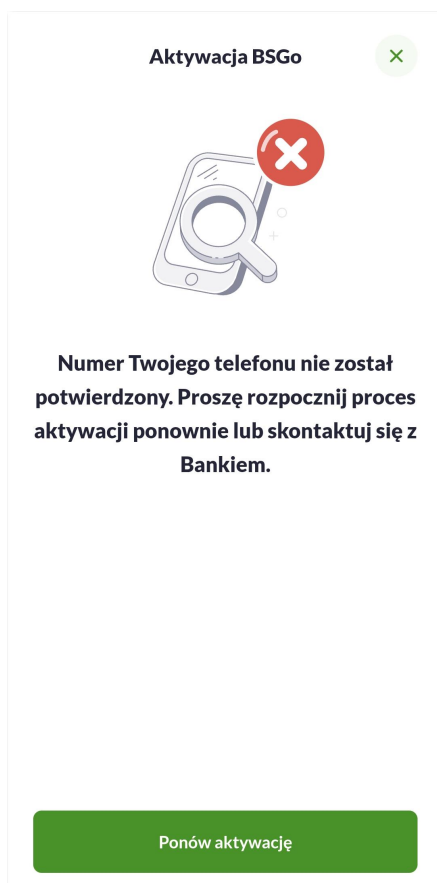 Aktywacja BSGo
Numer Twojego telefonu nie został
potwierdzony. Proszę rozpocznij proces
aktywacji ponownie lub skontaktuj się z
Bankiem.
Ponów aktywację